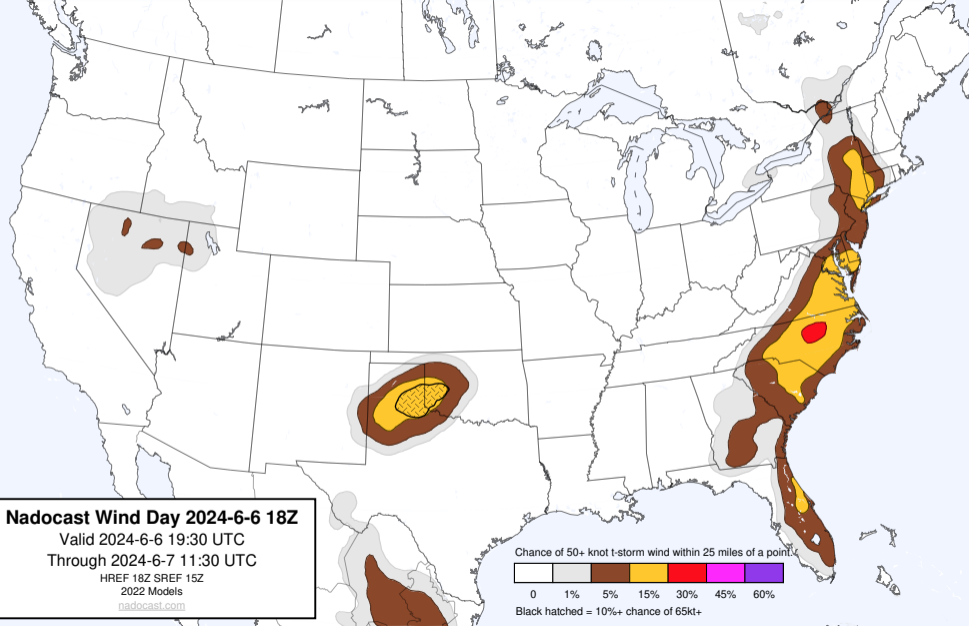 Nadocast Wind Day 2024-6-6 18Z
Valid 2024-6-6 19:30 UTC
Through 2024-6-7 11:30 UTC
HREF 18Z SREF 15Z
2022 Models
nadocast.com
Chance of 50+ knot t-storm wind within 25 miles of a point.
0 1% 5% 15% 30% 45% 60%
Black hatched = 10%+ chance of 65kt+